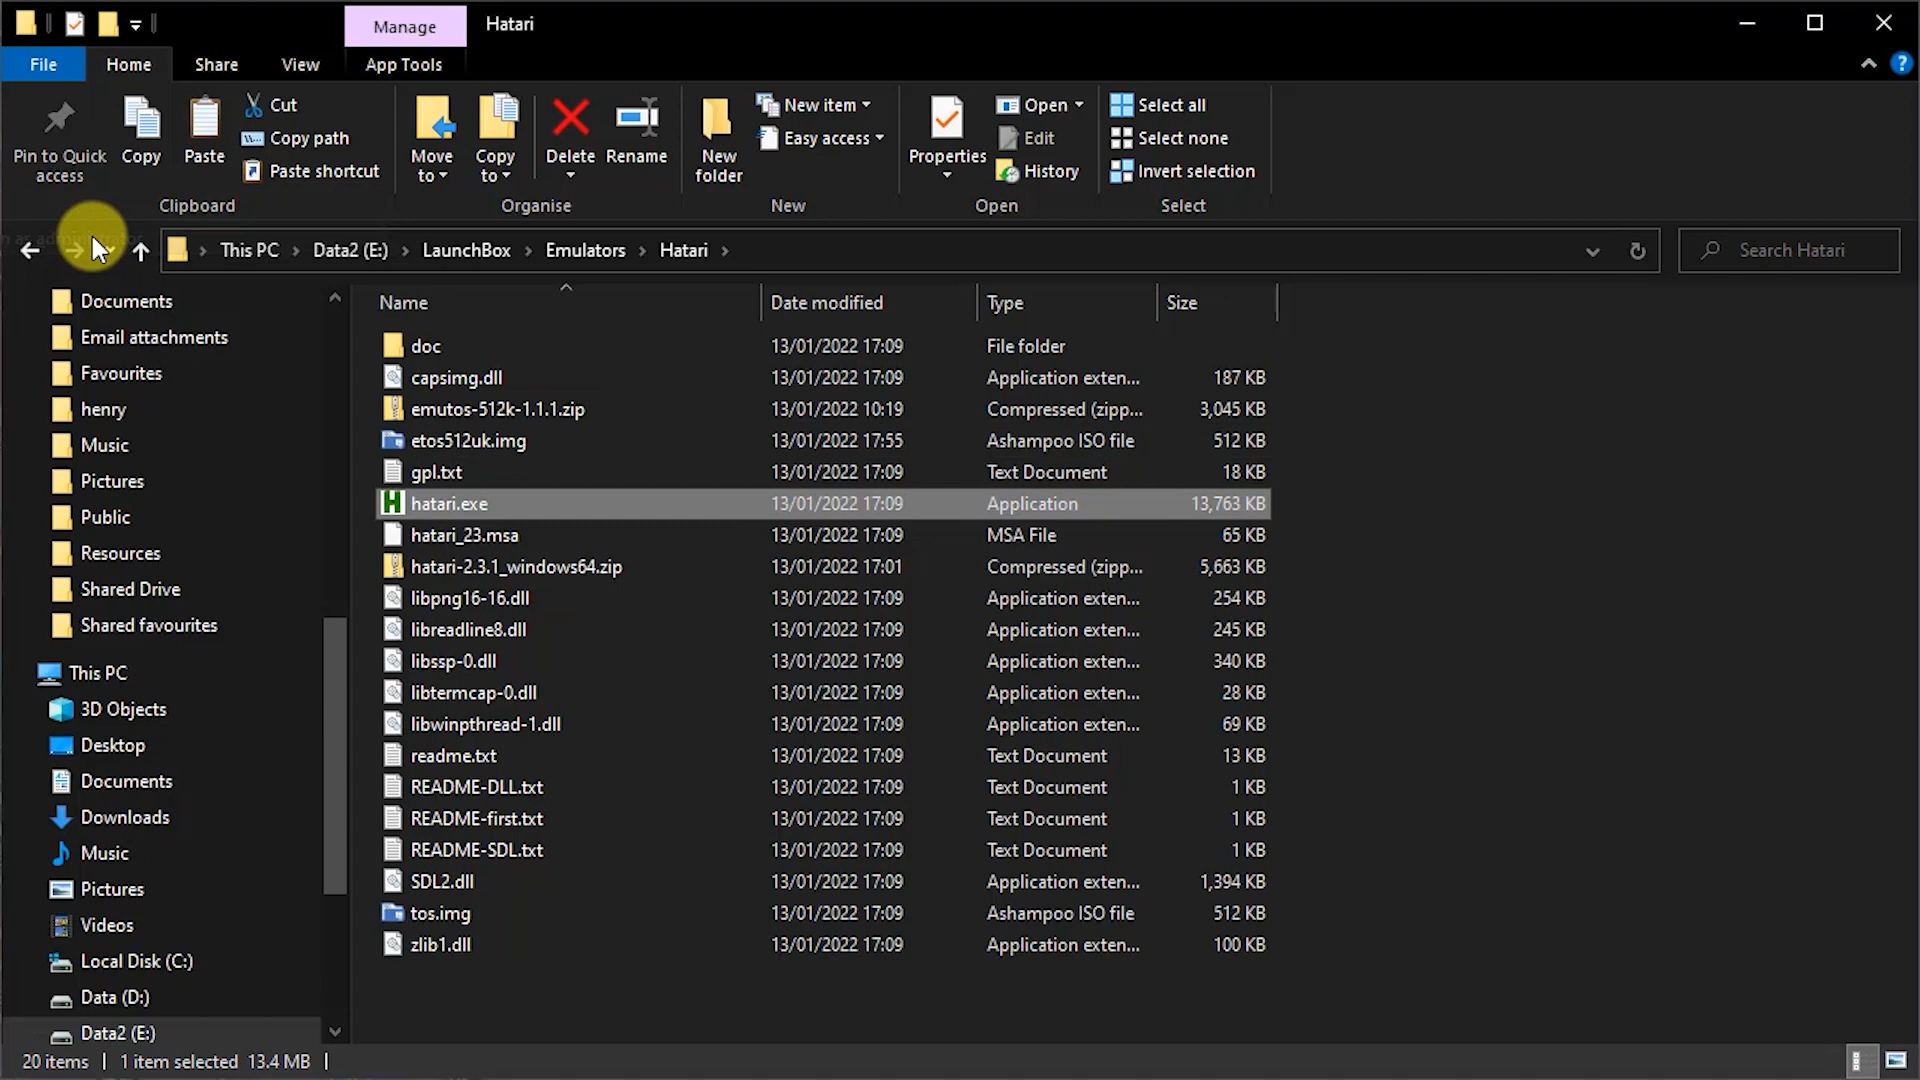 Manage Hatari
File Home Share View App Tools
Pin to Quick access Copy Paste Cut Copy path Paste shortcut Clipboard
Move to Copy to Delete Rename Organise
New folder New item Easy access New
Properties Open Edit History Open
Select all Select none Invert selection Select
This PC Data2 (E:) LaunchBox Emulators Hatari Search Hatari
Documents
Email attachments
Favourites
henry
Music
Pictures
Public
Resources
Shared Drive
Shared favourites
This PC
3D Objects
Desktop
Documents
Downloads
Music
Pictures
Videos
Local Disk (C:)
Data (D:)
Data2 (E:)
Name Date modified Type Size
doc 13/01/2022 17:09 File folder
capsimg.dll 13/01/2022 17:09 Application exten... 187 KB
emutos-512k-1.1.1.zip 13/01/2022 10:19 Compressed (zipp... 3,045 KB
etos512uk.img 13/01/2022 17:55 Ashampoo ISO file 512 KB
gpl.txt 13/01/2022 17:09 Text Document 18 KB
hatari.exe 13/01/2022 17:09 Application 13,763 KB
hatari_23.msa 13/01/2022 17:09 MSA File 65 KB
hatari-2.3.1_windows64.zip 13/01/2022 17:01 Compressed (zipp... 5,663 KB
libpng16-16.dll 13/01/2022 17:09 Application exten... 254 KB
libreadline8.dll 13/01/2022 17:09 Application exten... 245 KB
libssp-0.dll 13/01/2022 17:09 Application exten... 340 KB
libtermcap-0.dll 13/01/2022 17:09 Application exten... 28 KB
libwinpthread-1.dll 13/01/2022 17:09 Application exten... 69 KB
readme.txt 13/01/2022 17:09 Text Document 13 KB
README-DLL.txt 13/01/2022 17:09 Text Document 1 KB
README-first.txt 13/01/2022 17:09 Text Document 1 KB
README-SDL.txt 13/01/2022 17:09 Text Document 1 KB
SDL2.dll 13/01/2022 17:09 Application exten... 1,394 KB
tos.img 13/01/2022 17:09 Ashampoo ISO file 512 KB
zlib1.dll 13/01/2022 17:09 Application exten... 100 KB
20 items 1 item selected 13.4 MB